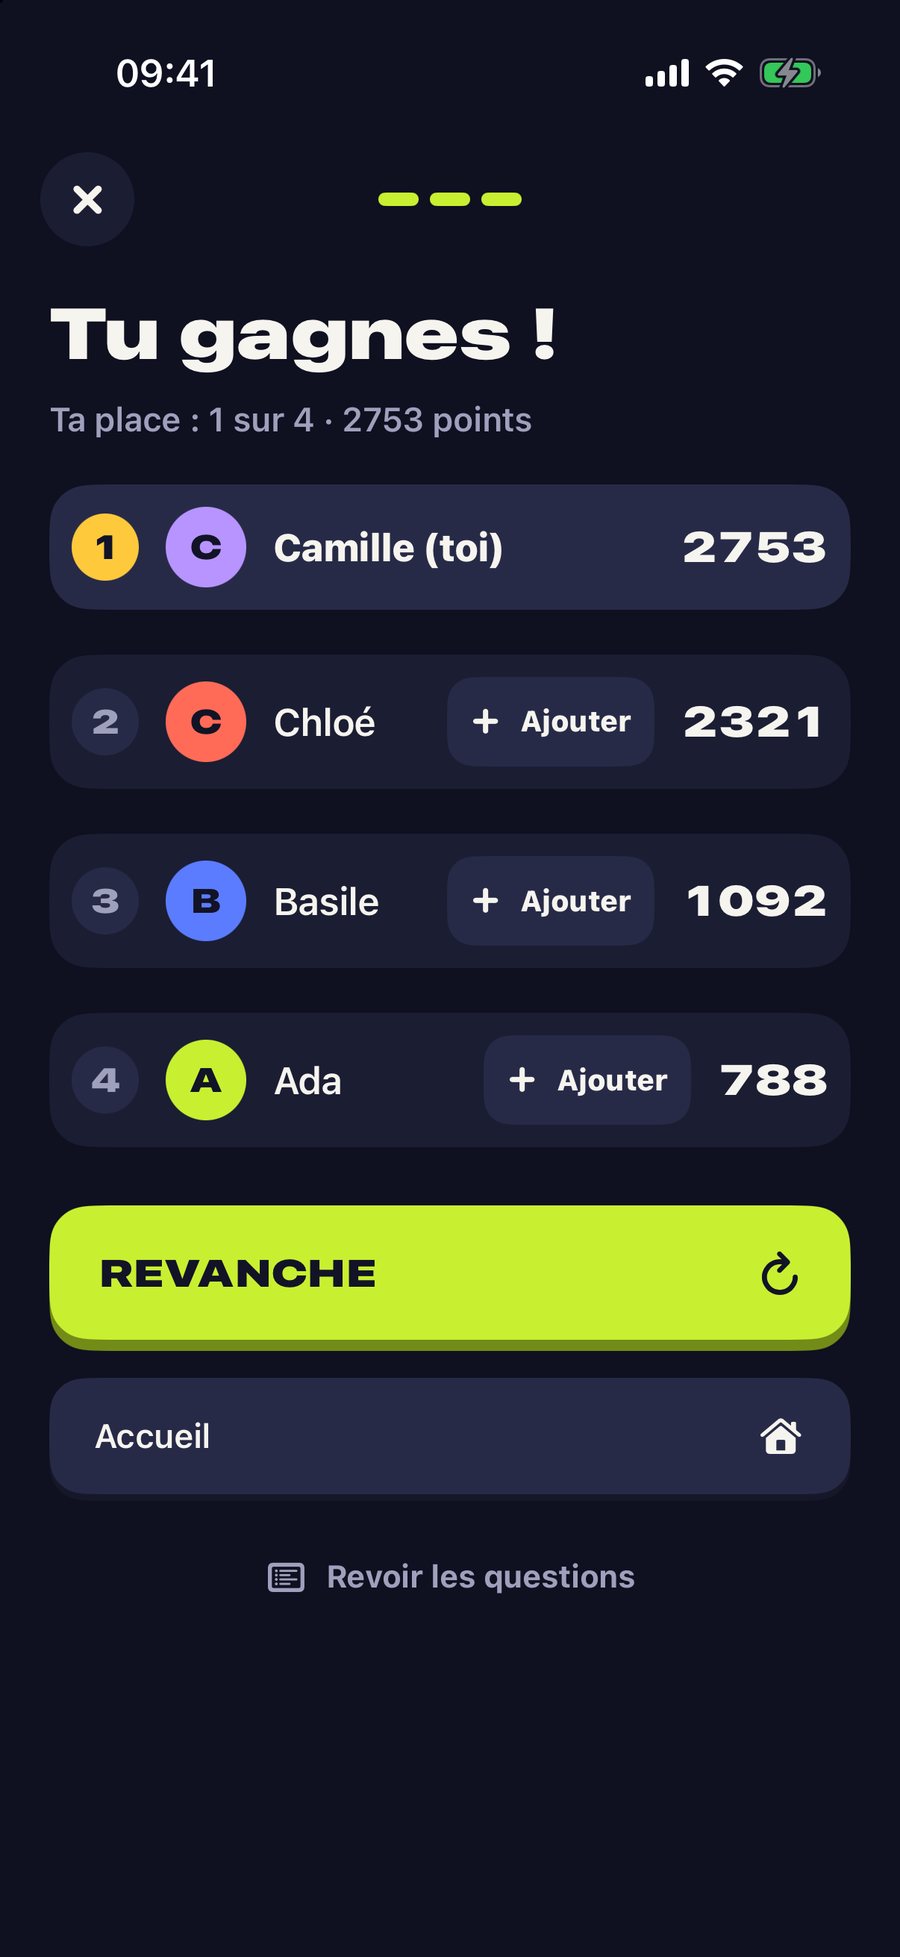 09:41
Tu gagnes !
Ta place : 1 sur 4 · 2753 points
1 C Camille (toi) 2753
2 C Chloé + Ajouter 2321
3 B Basile + Ajouter 1092
4 A Ada + Ajouter 788
REVANCHE
Accueil
Revoir les questions